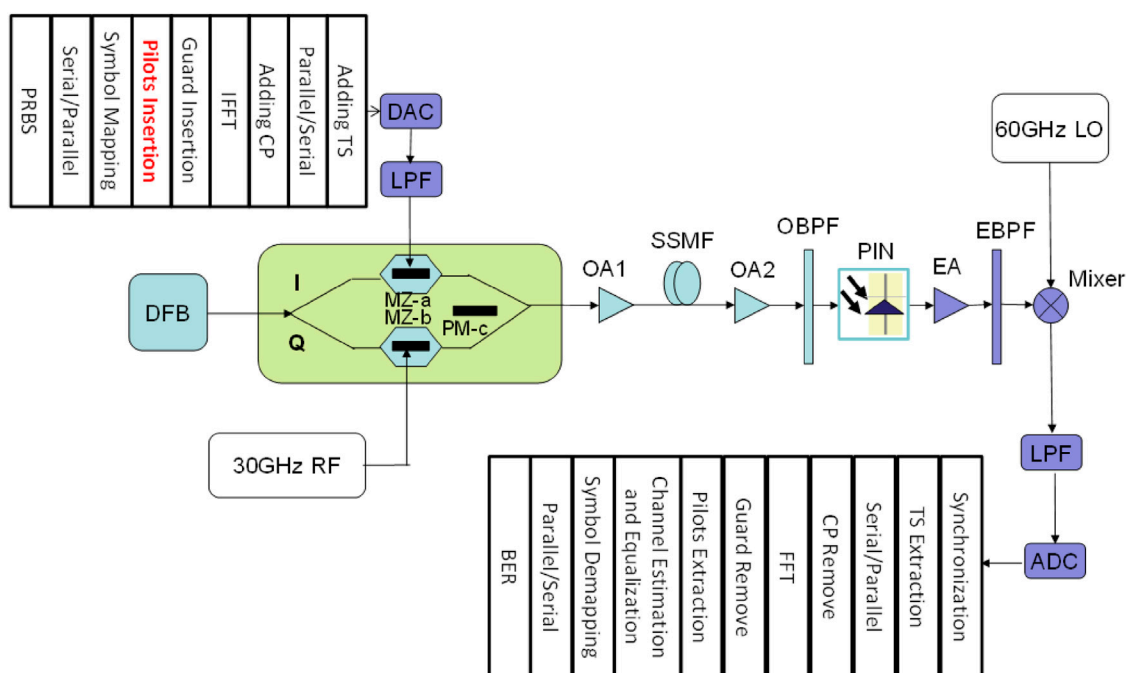 PRBS
Serial/Parallel
Symbol Mapping
Pilots Insertion
Guard Insertion
IFFT
Adding CP
Parallel/Serial
Adding TS
DAC
LPF
60GHz LO
DFB
I
Q
MZ-a
MZ-b
PM-c
30GHz RF
OA1
SSMF
OA2
OBPF
PIN
EA
EBPF
Mixer
LPF
ADC
Synchronization
TS Extraction
Serial/Parallel
CP Remove
FFT
Guard Remove
Pilots Extraction
Channel Estimation
and Equalization
Symbol Demapping
Parallel/Serial
BER